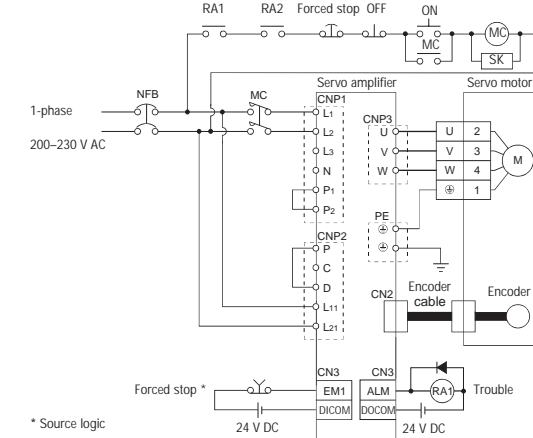 RA1 RA2 Forced stop OFF ON
MC
MC
SK
NFB MC Servo amplifier Servo motor
CNP1
1-phase
200–230 V AC
L1
L2
L3
N
P1
P2
CNP3
U
V
W
U 2
V 3
W 4
1
M
PE
CNP2
P
C
D
L11
L21
CN2
Encoder cable
Encoder
CN3 CN3
Forced stop * EM1 ALM RA1 Trouble
DICOM DOCOM
24 V DC 24 V DC
* Source logic